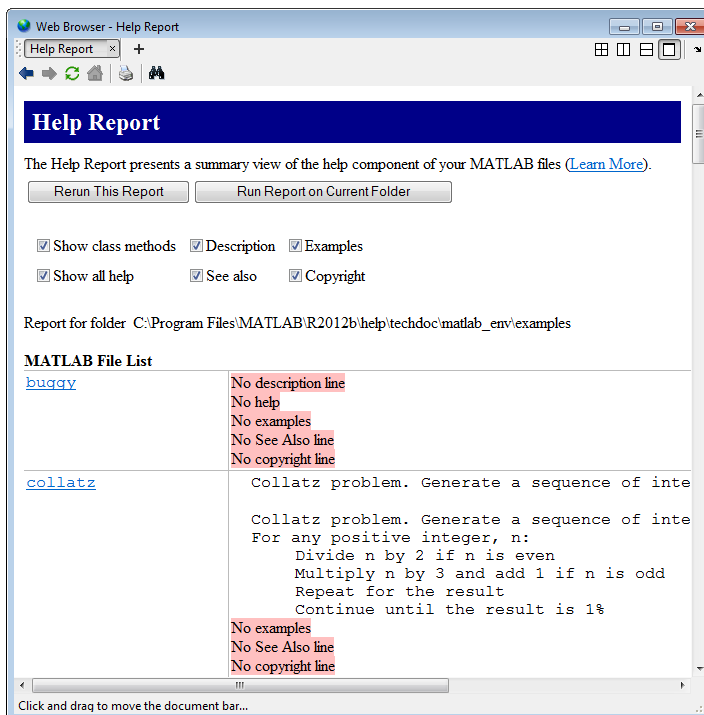 Web Browser - Help Report
Help Report
Help Report
The Help Report presents a summary view of the help component of your MATLAB files (Learn More).
Rerun This Report Run Report on Current Folder
Show class methods Description Examples
Show all help See also Copyright
Report for folder C:\Program Files\MATLAB\R2012b\help\techdoc\matlab_env\examples
MATLAB File List
buggy No description line
No help
No examples
No See Also line
No copyright line
collatz Collatz problem. Generate a sequence of inte
Collatz problem. Generate a sequence of inte
For any positive integer, n:
Divide n by 2 if n is even
Multiply n by 3 and add 1 if n is odd
Repeat for the result
Continue until the result is 1%
No examples
No See Also line
No copyright line
Click and drag to move the document bar...